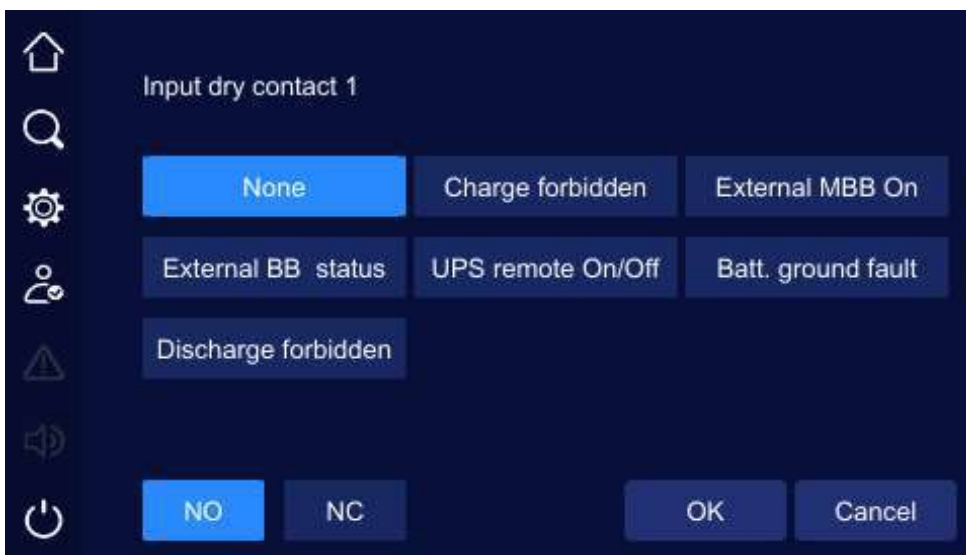 Input dry contact 1
None Charge forbidden External MBB On
External BB status UPS remote On/Off Batt. ground fault
Discharge forbidden
NO NC OK Cancel